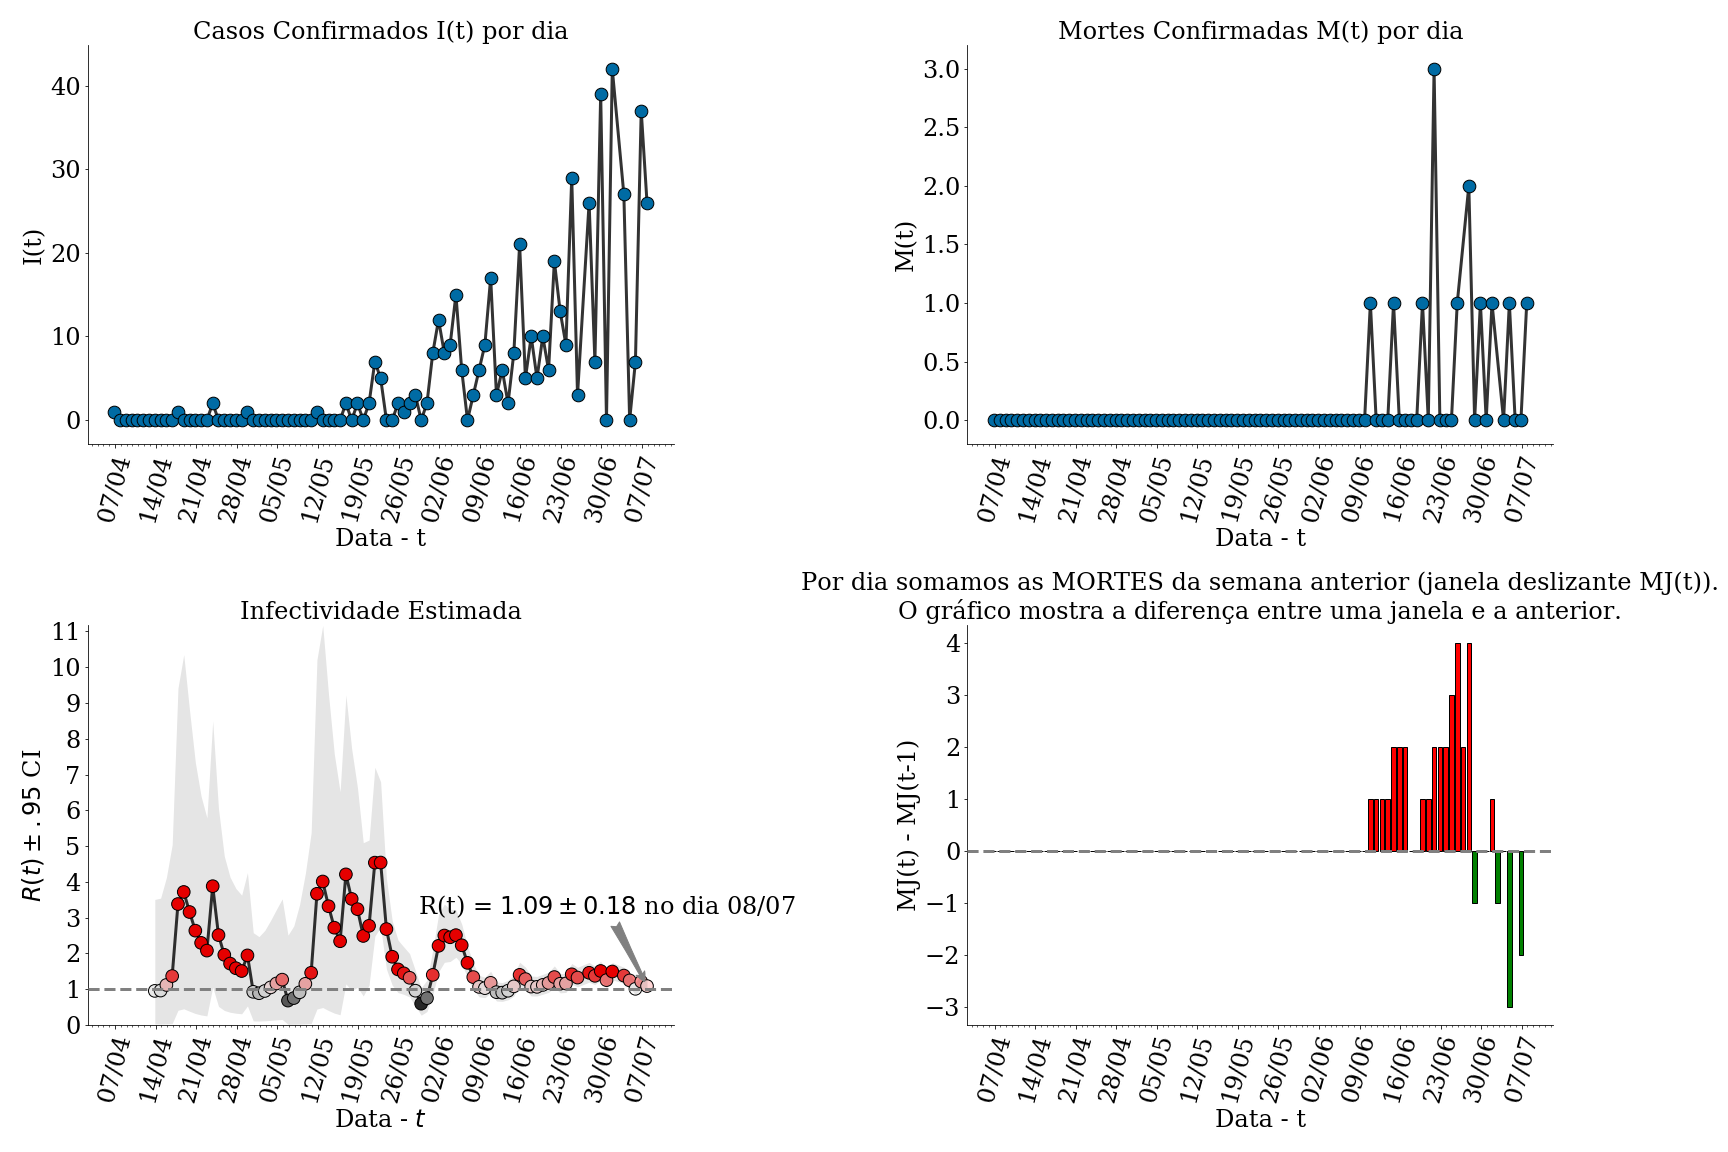 Casos Confirmados I(t) por dia
I(t)
40
30
20
10
0
07/04 14/04 21/04 28/04 05/05 12/05 19/05 26/05 02/06 09/06 16/06 23/06 30/06 07/07
Data - t
Mortes Confirmadas M(t) por dia
M(t)
3.0
2.5
2.0
1.5
1.0
0.5
0.0
07/04 14/04 21/04 28/04 05/05 12/05 19/05 26/05 02/06 09/06 16/06 23/06 30/06 07/07
Data - t
Infectividade Estimada
R(t) ± .95 CI
11
10
9
8
7
6
5
4
3
2
1
0
R(t) = 1.09 ± 0.18 no dia 08/07
07/04 14/04 21/04 28/04 05/05 12/05 19/05 26/05 02/06 09/06 16/06 23/06 30/06 07/07
Data - t
Por dia somamos as MORTES da semana anterior (janela deslizante MJ(t)).
O gráfico mostra a diferença entre uma janela e a anterior.
MJ(t) - MJ(t-1)
4
3
2
1
0
−1
−2
−3
07/04 14/04 21/04 28/04 05/05 12/05 19/05 26/05 02/06 09/06 16/06 23/06 30/06 07/07
Data - t